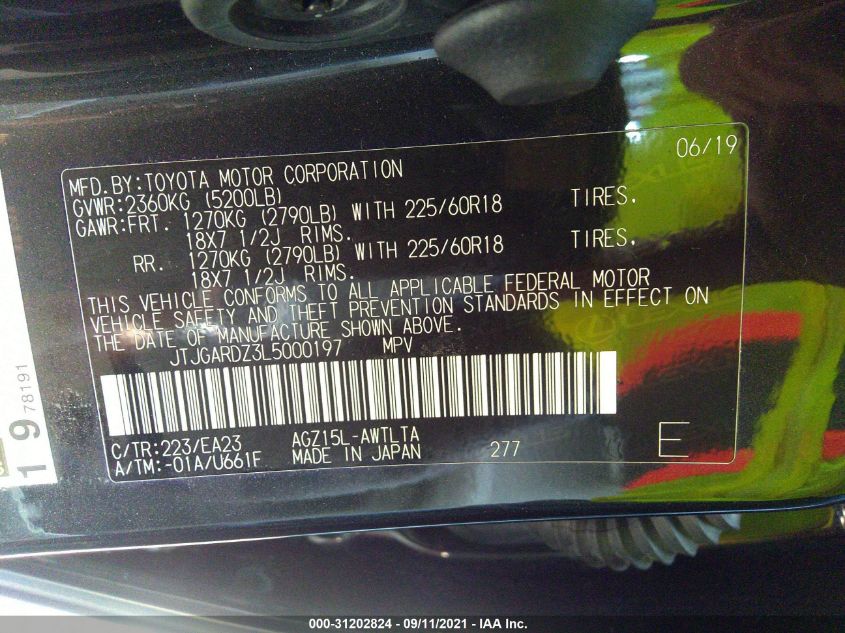 06/19
MFD.BY:TOYOTA MOTOR CORPORATION
GVWR:2360KG (5200LB)
GAWR:FRT. 1270KG (2790LB) WITH 225/60R18 TIRES.
18X7 1/2J RIMS.
RR. 1270KG (2790LB) WITH 225/60R18 TIRES.
18X7 1/2J RIMS.
THIS VEHICLE CONFORMS TO ALL APPLICABLE FEDERAL MOTOR
VEHICLE SAFETY AND THEFT PREVENTION STANDARDS IN EFFECT ON
THE DATE OF MANUFACTURE SHOWN ABOVE.
JTJGARDZ3L5000197 MPV
C/TR:223/EA23 AGZ15L-AWTLTA
A/TM:-01A/U661F MADE IN JAPAN 277 E
19 78191
000-31202824 - 09/11/2021 - IAA Inc.